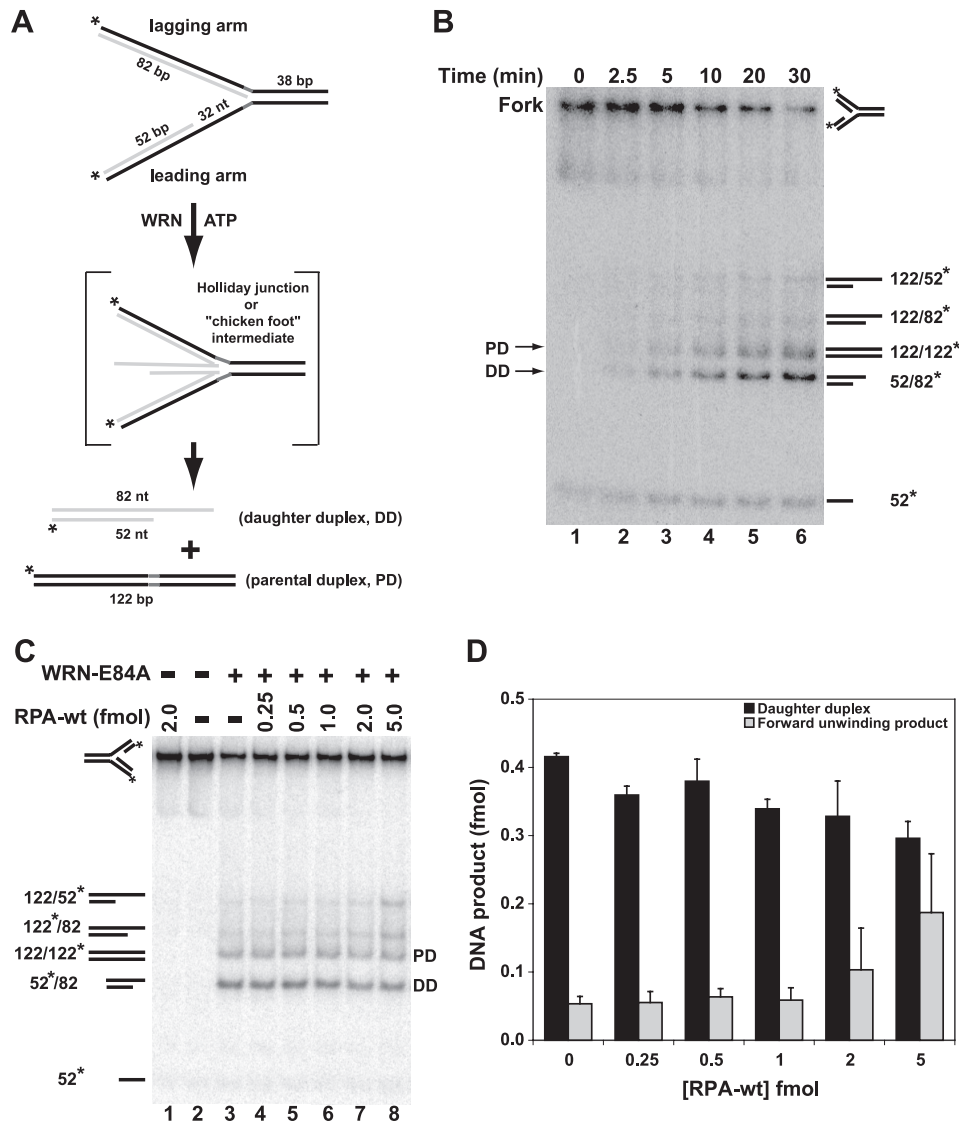 A
*
lagging arm
82 bp
38 bp
32 nt
52 bp
*
leading arm
WRN ATP
*
Holliday junction
or
"chicken foot"
intermediate
*
82 nt
(daughter duplex, DD)
*
52 nt
+
*
(parental duplex, PD)
122 bp
B
Time (min) 0 2.5 5 10 20 30
Fork
*
*
122/52*
122/82*
PD
122/122*
DD
52/82*
52*
1 2 3 4 5 6
C
WRN-E84A - - + + + + + +
RPA-wt (fmol) 2.0 - - 0.25 0.5 1.0 2.0 5.0
*
*
122/52*
122*/82
122/122*
PD
52*/82
DD
52*
1 2 3 4 5 6 7 8
D
0.5
Daughter duplex
Forward unwinding product
0.4
0.3
0.2
0.1
0.0
DNA product (fmol)
0 0.25 0.5 1 2 5
[RPA-wt] fmol